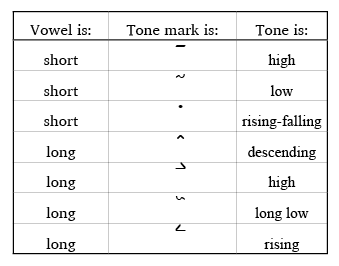 Vowel is: Tone mark is: Tone is:
short ߫ high
short ߬ low
short ߭ rising-falling
long ߮ descending
long ߯ high
long ߰ long low
long ߱ rising